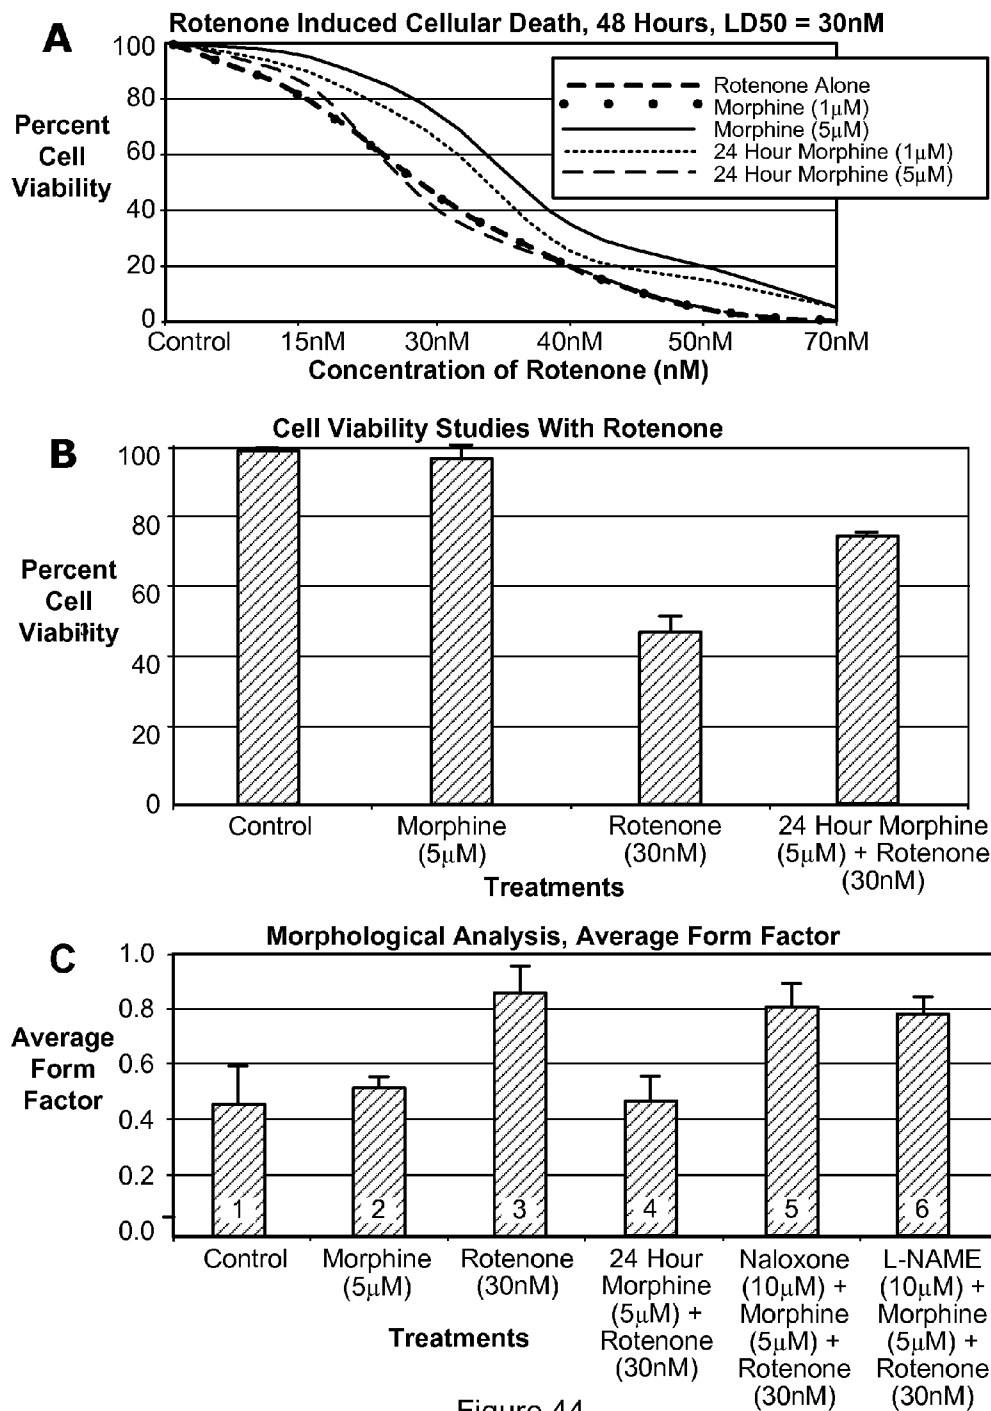 A
Rotenone Induced Cellular Death, 48 Hours, LD50 = 30nM
100
80
60
40
20
0
Percent
Cell
Viability
Rotenone Alone
Morphine (1µM)
Morphine (5µM)
24 Hour Morphine (1µM)
24 Hour Morphine (5µM)
Control 15nM 30nM 40nM 50nM 70nM
Concentration of Rotenone (nM)
B
Cell Viability Studies With Rotenone
100
80
60
40
20
0
Percent
Cell
Viability
Control
Morphine
(5µM)
Rotenone
(30nM)
24 Hour Morphine
(5µM) + Rotenone
(30nM)
Treatments
C
Morphological Analysis, Average Form Factor
1.0
0.8
0.6
0.4
0.2
0.0
Average
Form
Factor
1 2 3 4 5 6
Control
Morphine
(5µM)
Rotenone
(30nM)
24 Hour
Morphine
(5µM) +
Rotenone
(30nM)
Naloxone
(10µM) +
Morphine
(5µM) +
Rotenone
(30nM)
L-NAME
(10µM) +
Morphine
(5µM) +
Rotenone
(30nM)
Treatments
Figure 44